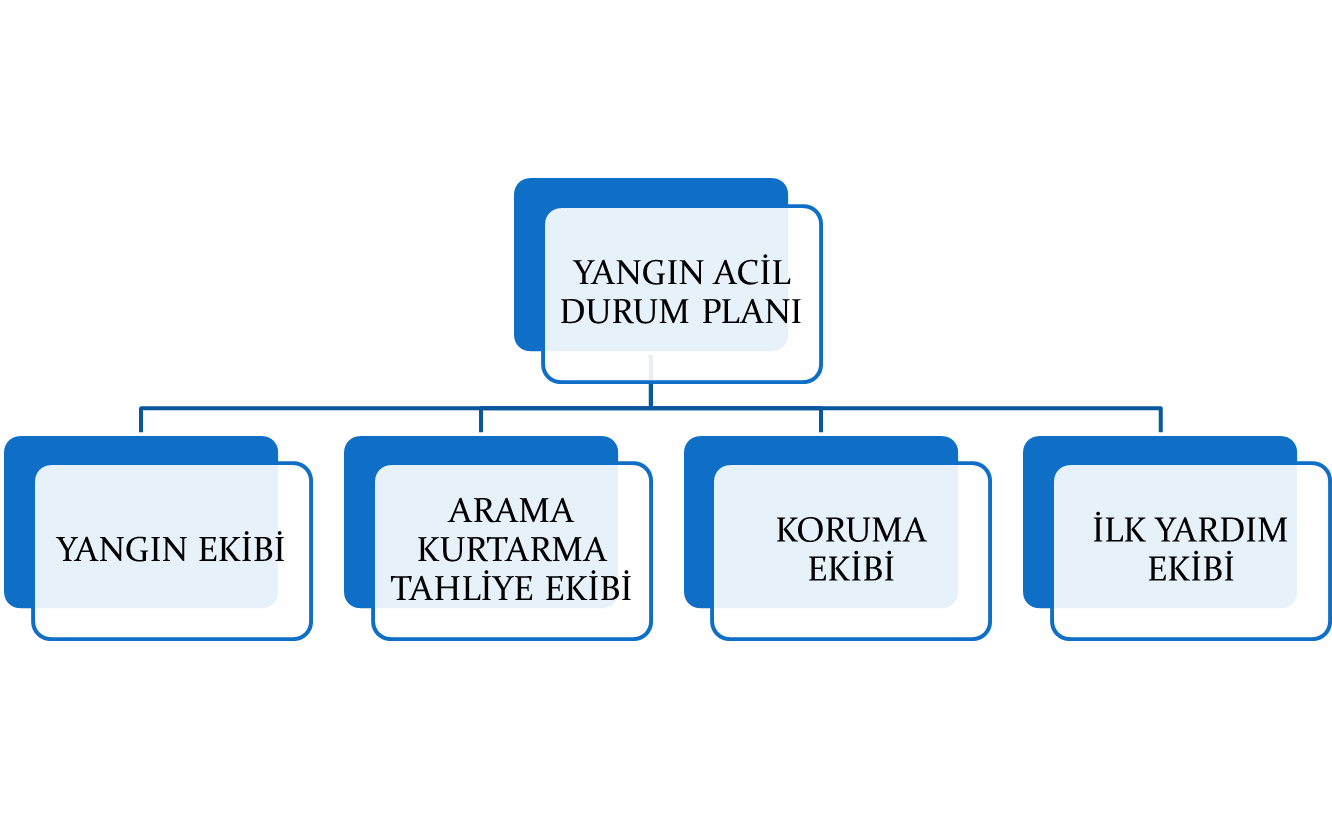 YANGIN ACİL
DURUM PLANI
YANGIN EKİBİ
ARAMA
KURTARMA
TAHLİYE EKİBİ
KORUMA
EKİBİ
İLK YARDIM
EKİBİ